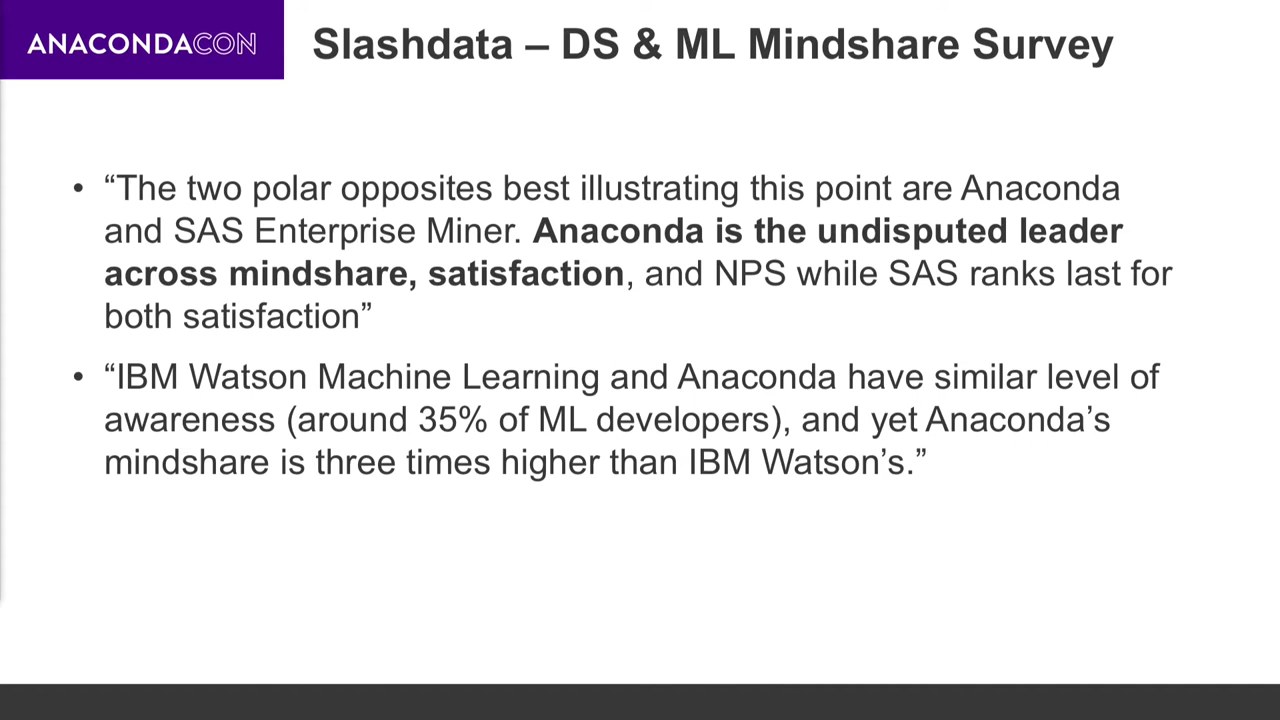 ANACONDACON
Slashdata – DS & ML Mindshare Survey
• “The two polar opposites best illustrating this point are Anaconda
and SAS Enterprise Miner. Anaconda is the undisputed leader
across mindshare, satisfaction, and NPS while SAS ranks last for
both satisfaction”
• “IBM Watson Machine Learning and Anaconda have similar level of
awareness (around 35% of ML developers), and yet Anaconda’s
mindshare is three times higher than IBM Watson’s.”